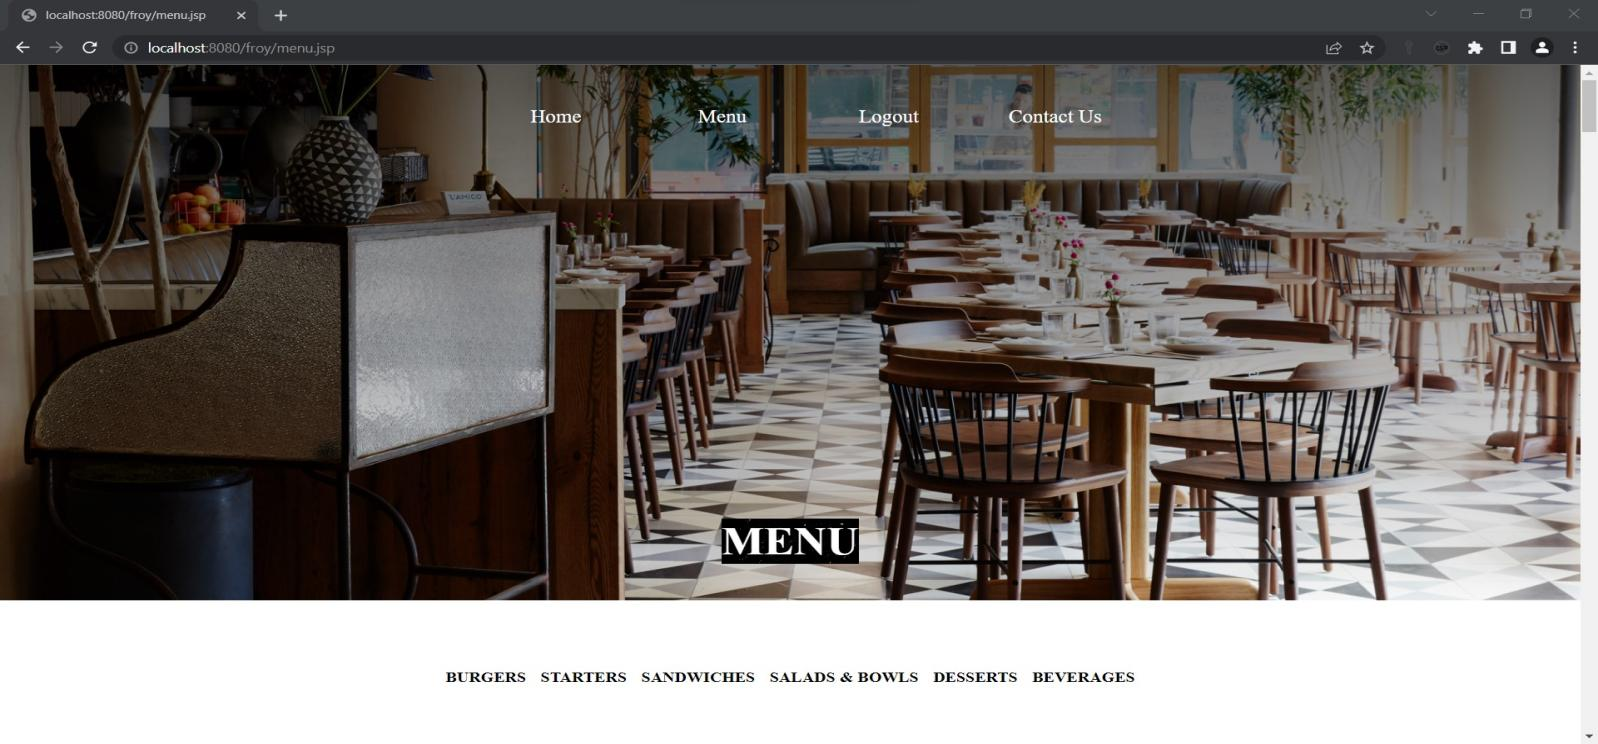 localhost:8080/froy/menu.jsp
localhost:8080/froy/menu.jsp
Home Menu Logout Contact Us
L'AMICO
MENU
BURGERS STARTERS SANDWICHES SALADS & BOWLS DESSERTS BEVERAGES